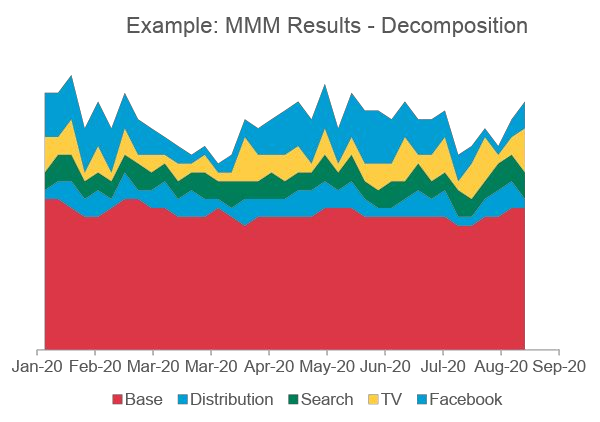 Example: MMM Results - Decomposition
Jan-20 Feb-20 Mar-20 Mar-20 Apr-20 May-20 Jun-20 Jul-20 Aug-20 Sep-20
Base Distribution Search TV Facebook